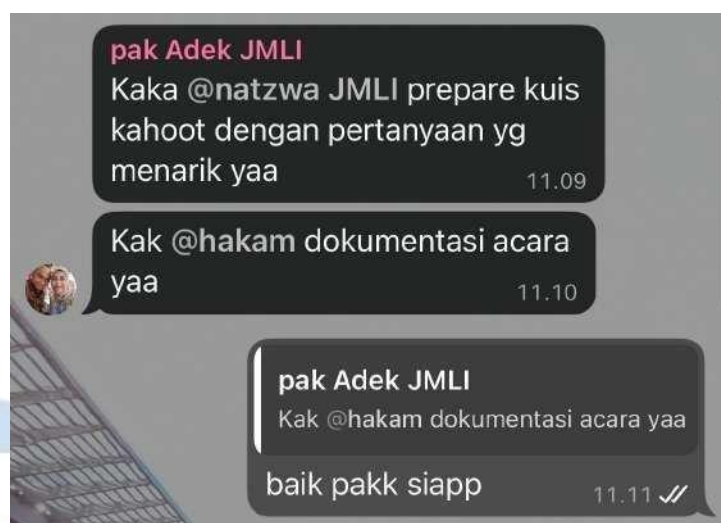 pak Adek JMLI
Kaka @natzwa JMLI prepare kuis
kahoot dengan pertanyaan yg
menarik yaa
11.09
Kak @hakam dokumentasi acara
yaa
11.10
pak Adek JMLI
Kak @hakam dokumentasi acara yaa
baik pakk siapp
11.11